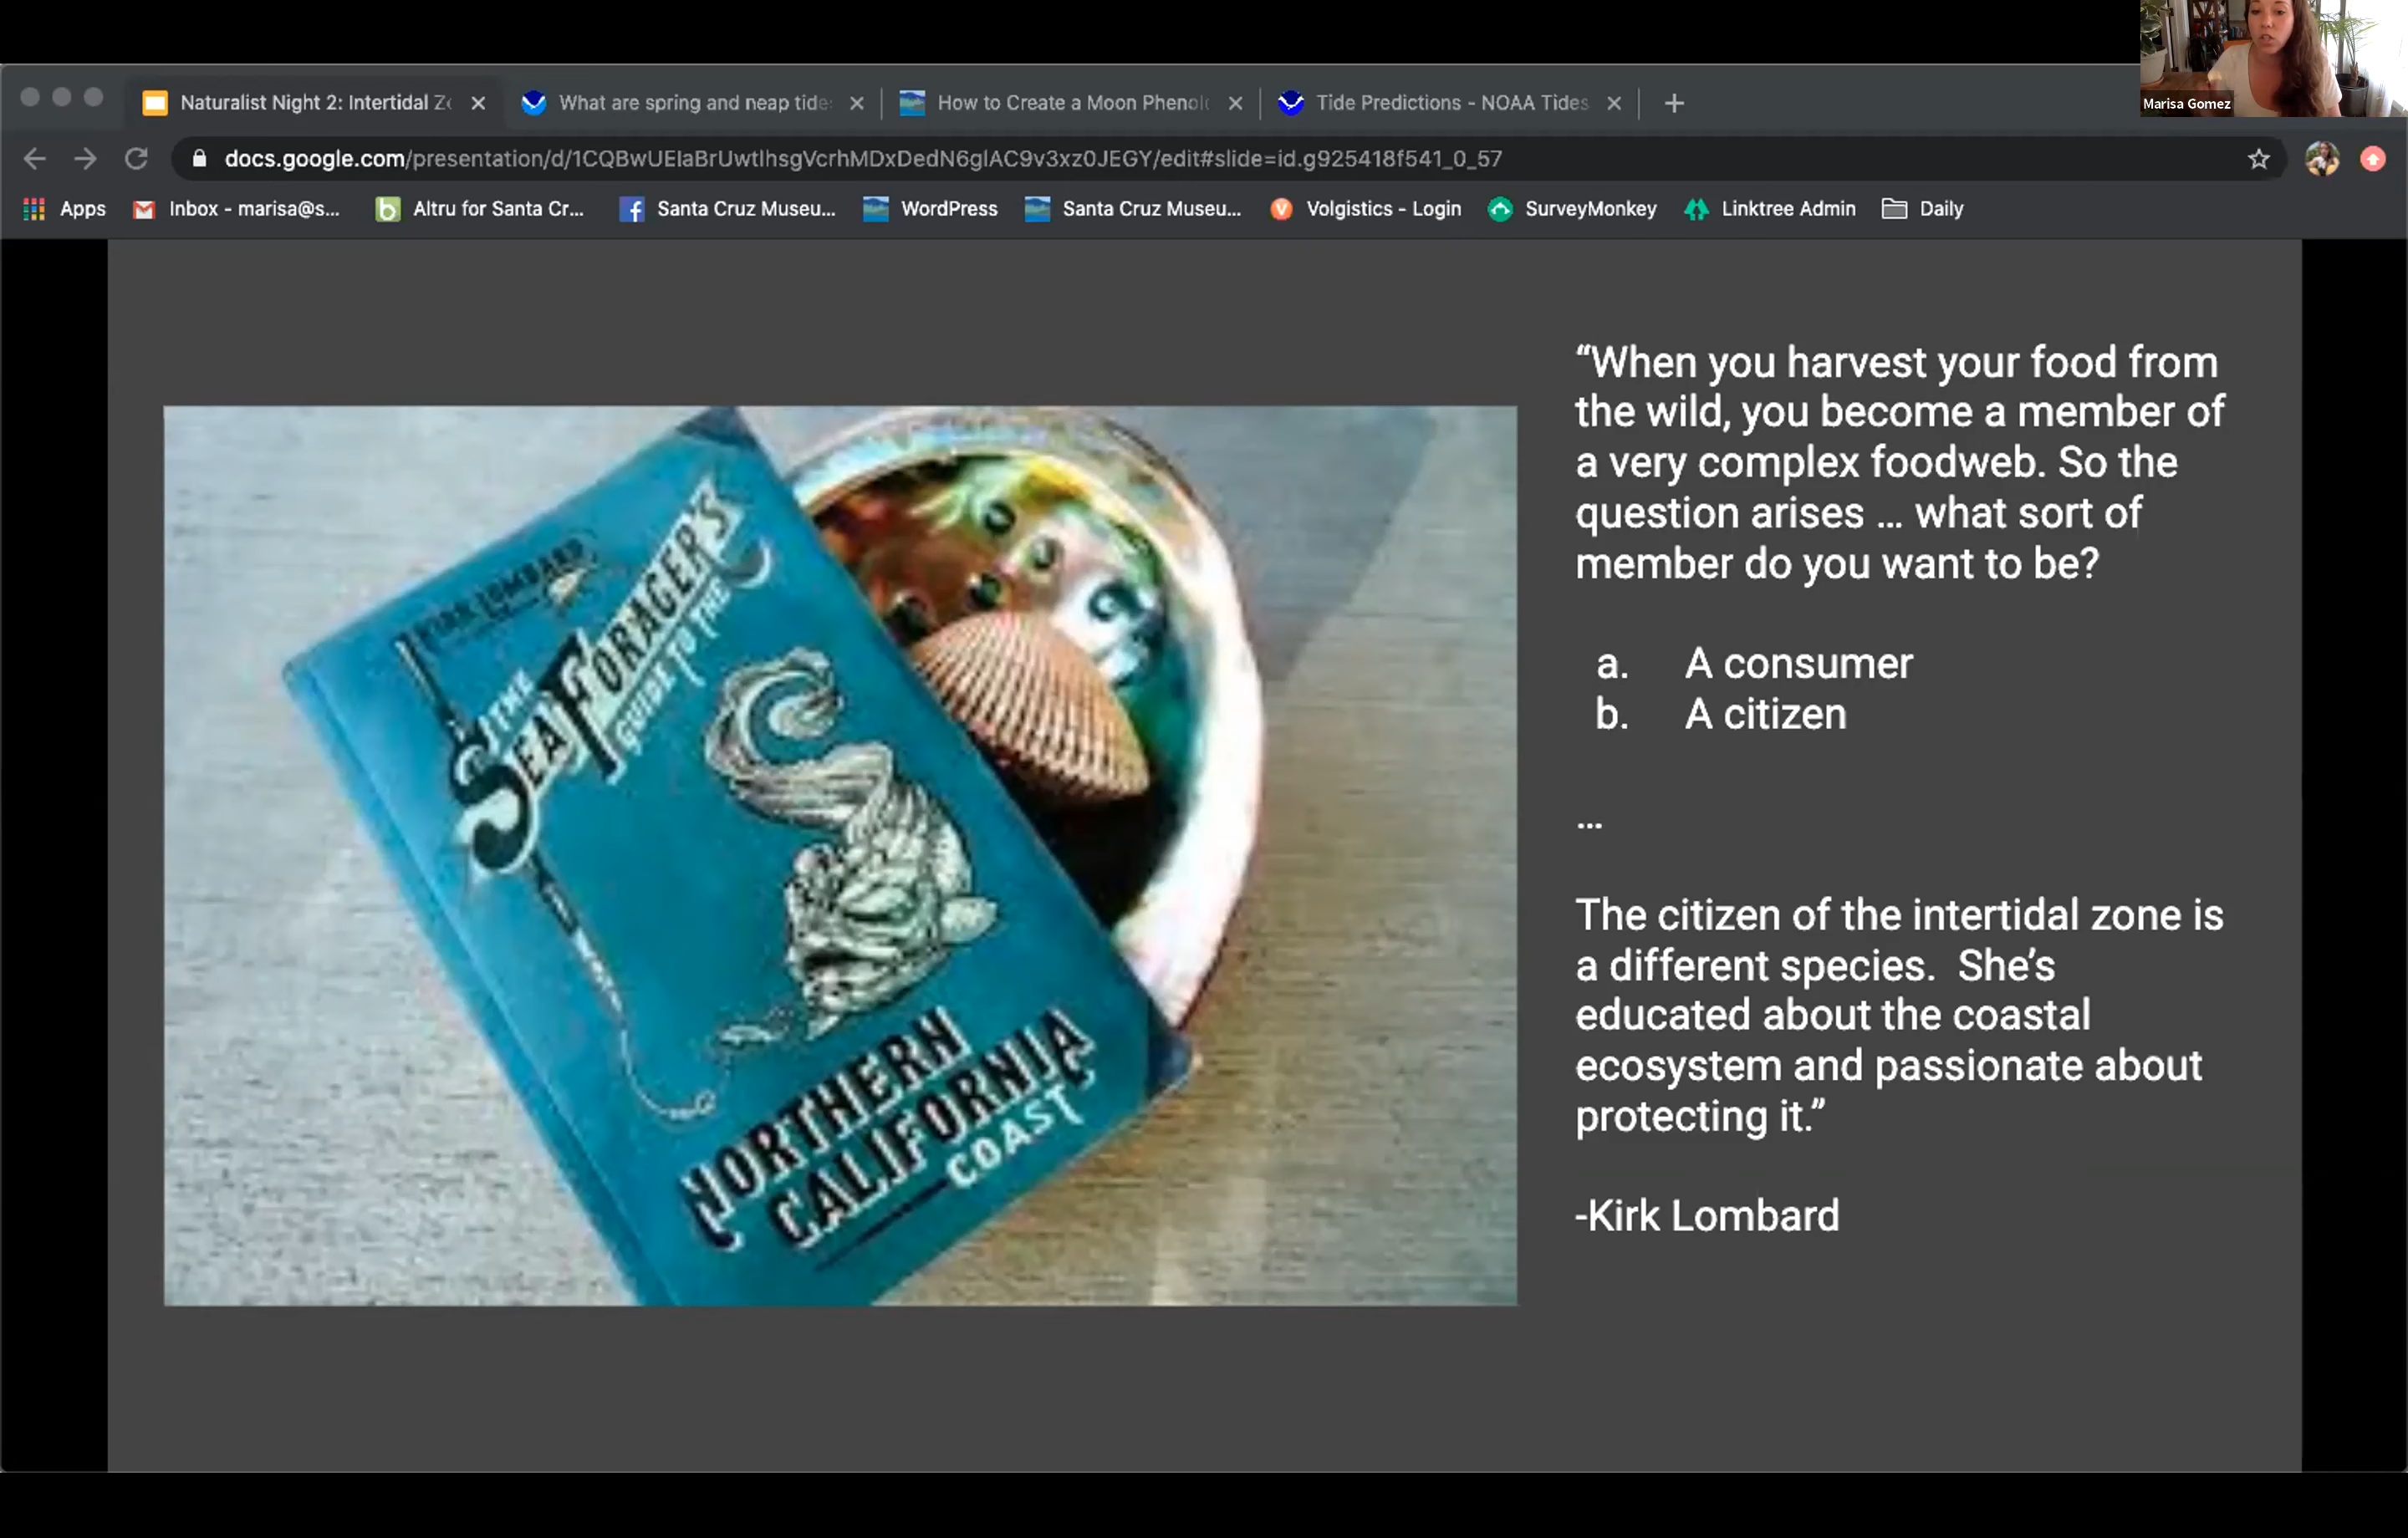 Marisa Gomez
Naturalist Night 2: Intertidal Z
What are spring and neap tide
How to Create a Moon Phenol
Tide Predictions - NOAA Tides
docs.google.com/presentation/d/1CQBwUEIaBrUwtIhsgVcrhMDxDedN6glAC9v3xz0JEGY/edit#slide=id.g925418f541_0_57
Apps
Inbox - marisa@s...
Altru for Santa Cr...
Santa Cruz Museu...
WordPress
Santa Cruz Museu...
Volgistics - Login
SurveyMonkey
Linktree Admin
Daily
KIRK LOMBARD
THE
SEA FORAGER'S
GUIDE TO THE
NORTHERN
CALIFORNIA
COAST
“When you harvest your food from
the wild, you become a member of
a very complex foodweb. So the
question arises ... what sort of
member do you want to be?
a. A consumer
b. A citizen
...
The citizen of the intertidal zone is
a different species.  She’s
educated about the coastal
ecosystem and passionate about
protecting it.”
-Kirk Lombard